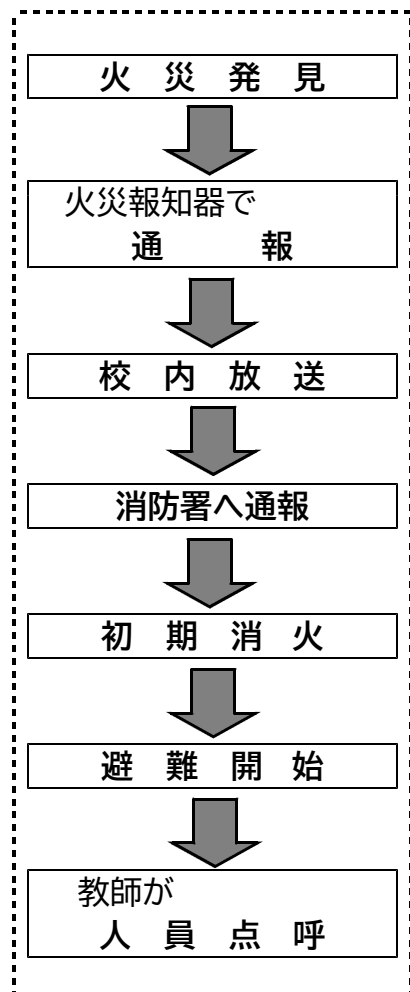 火災発見
火災報知器で
通報
校内放送
消防署へ通報
初期消火
避難開始
教師が
人員点呼